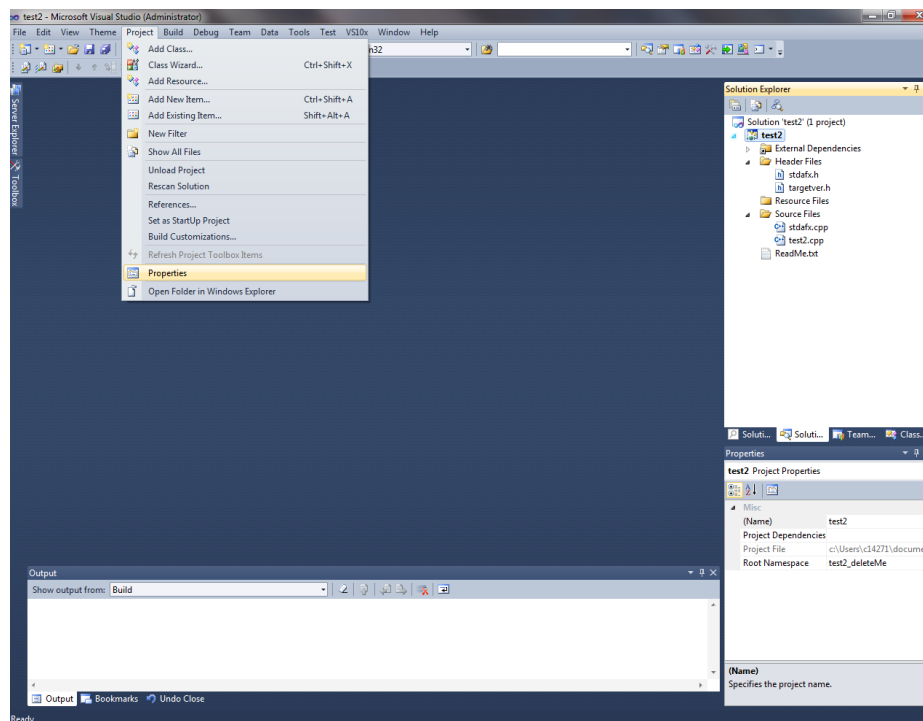 test2 - Microsoft Visual Studio (Administrator)
File Edit View Theme Project Build Debug Team Data Tools Test VS10x Window Help
Add Class...
Class Wizard... Ctrl+Shift+X
Add Resource...
Add New Item... Ctrl+Shift+A
Add Existing Item... Shift+Alt+A
New Filter
Show All Files
Unload Project
Rescan Solution
References...
Set as StartUp Project
Build Customizations...
Refresh Project Toolbox Items
Properties
Open Folder in Windows Explorer
n32
Server Explorer
Toolbox
Solution Explorer
Solution 'test2' (1 project)
test2
External Dependencies
Header Files
stdafx.h
targetver.h
Resource Files
Source Files
stdafx.cpp
test2.cpp
ReadMe.txt
Soluti... Soluti... Team... Class...
Properties
test2 Project Properties
Misc
(Name) test2
Project Dependencies
Project File c:\Users\c14271\docume
Root Namespace test2_deleteMe
(Name)
Specifies the project name.
Output
Show output from: Build
Output Bookmarks Undo Close
Ready